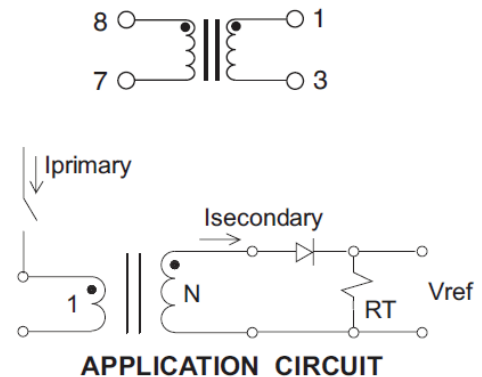 8 1
7 3
Iprimary
Isecondary
1 N RT Vref
APPLICATION CIRCUIT